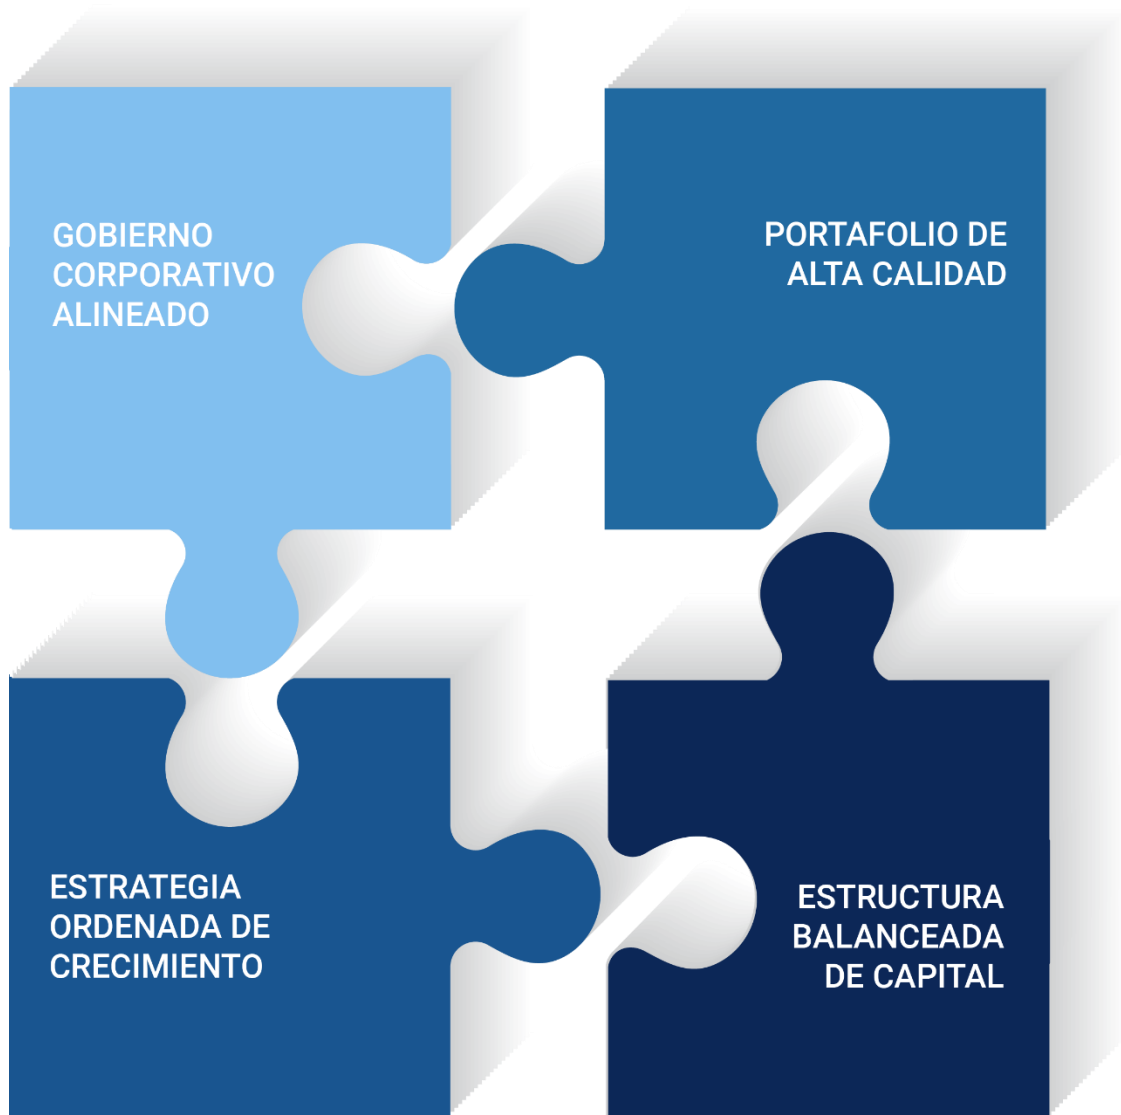 GOBIERNO
CORPORATIVO
ALINEADO
PORTAFOLIO DE
ALTA CALIDAD
ESTRATEGIA
ORDENADA DE
CRECIMIENTO
ESTRUCTURA
BALANCEADA
DE CAPITAL